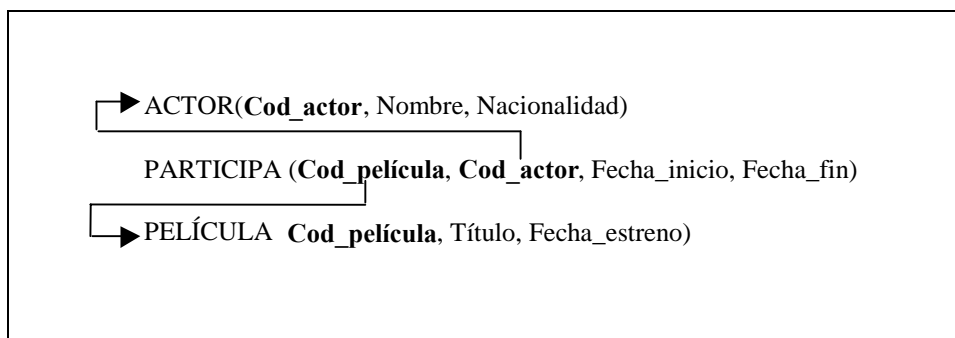 ACTOR(Cod_actor, Nombre, Nacionalidad)
PARTICIPA (Cod_película, Cod_actor, Fecha_inicio, Fecha_fin)
PELÍCULA Cod_película, Título, Fecha_estreno)